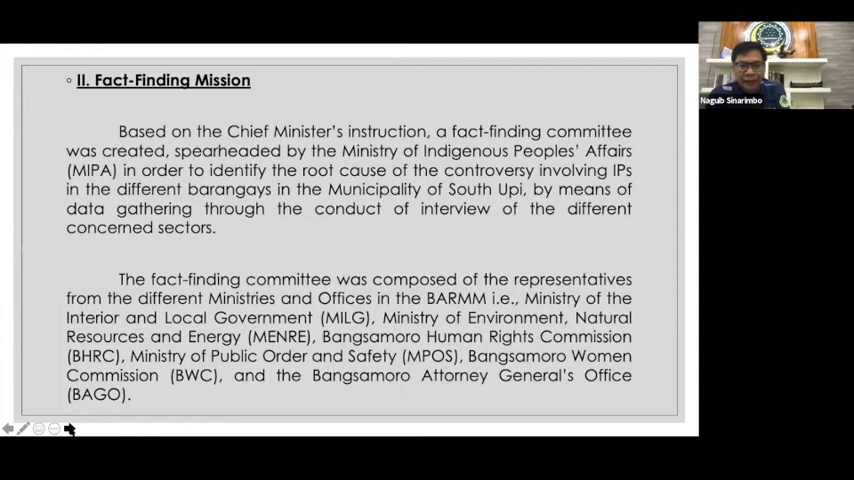 II. Fact-Finding Mission
Based on the Chief Minister's instruction, a fact-finding committee
was created, spearheaded by the Ministry of Indigenous Peoples' Affairs
(MIPA) in order to identify the root cause of the controversy involving IPs
in the different barangays in the Municipality of South Upi, by means of
data gathering through the conduct of interview of the different
concerned sectors.
The fact-finding committee was composed of the representatives
from the different Ministries and Offices in the BARMM i.e., Ministry of the
Interior and Local Government (MILG), Ministry of Environment, Natural
Resources and Energy (MENRE), Bangsamoro Human Rights Commission
(BHRC), Ministry of Public Order and Safety (MPOS), Bangsamoro Women
Commission (BWC), and the Bangsamoro Attorney General's Office
(BAGO).
Naguib Sinarimbo